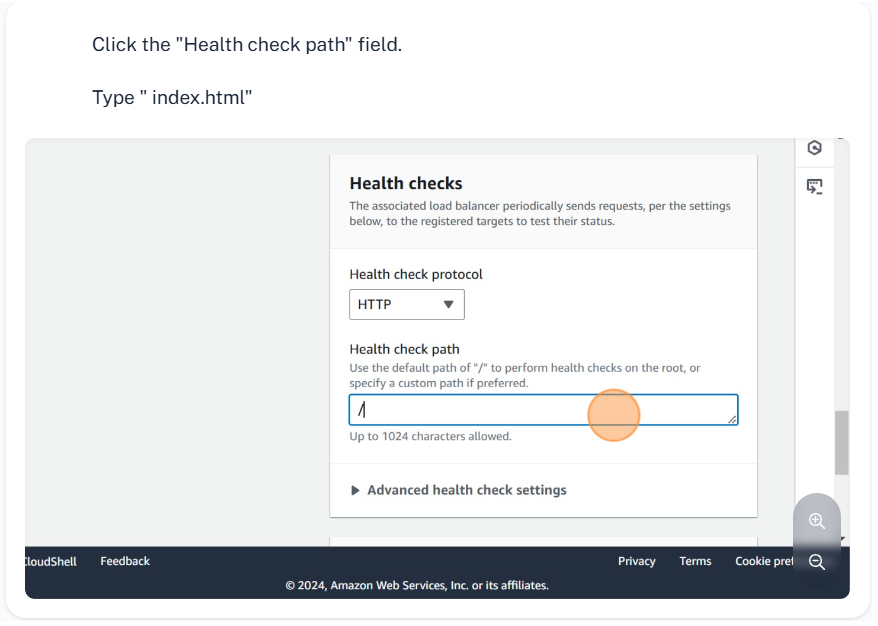 Click the "Health check path" field.
Type " index.html"
Health checks
The associated load balancer periodically sends requests, per the settings
below, to the registered targets to test their status.
Health check protocol
HTTP
Health check path
Use the default path of "/" to perform health checks on the root, or
specify a custom path if preferred.
/
Up to 1024 characters allowed.
Advanced health check settings
CloudShell Feedback Privacy Terms Cookie pref
© 2024, Amazon Web Services, Inc. or its affiliates.